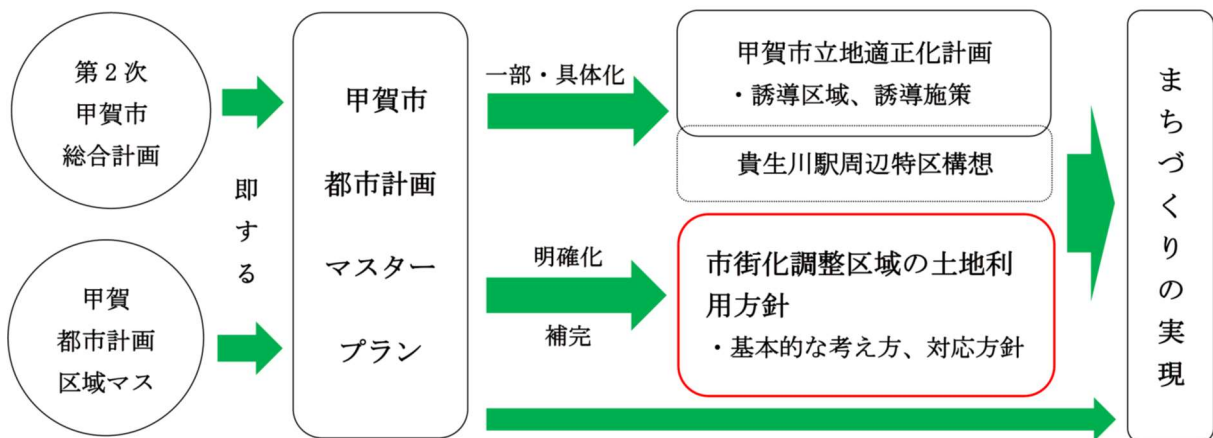 第２次
甲賀市
総合計画
甲賀
都市計画
区域マス
即する
甲賀市
都市計画
マスター
プラン
一部・具体化
明確化
補完
甲賀市立地適正化計画
・誘導区域、誘導施策
貴生川駅周辺特区構想
市街化調整区域の土地利
用方針
・基本的な考え方、対応方針
まちづくりの実現